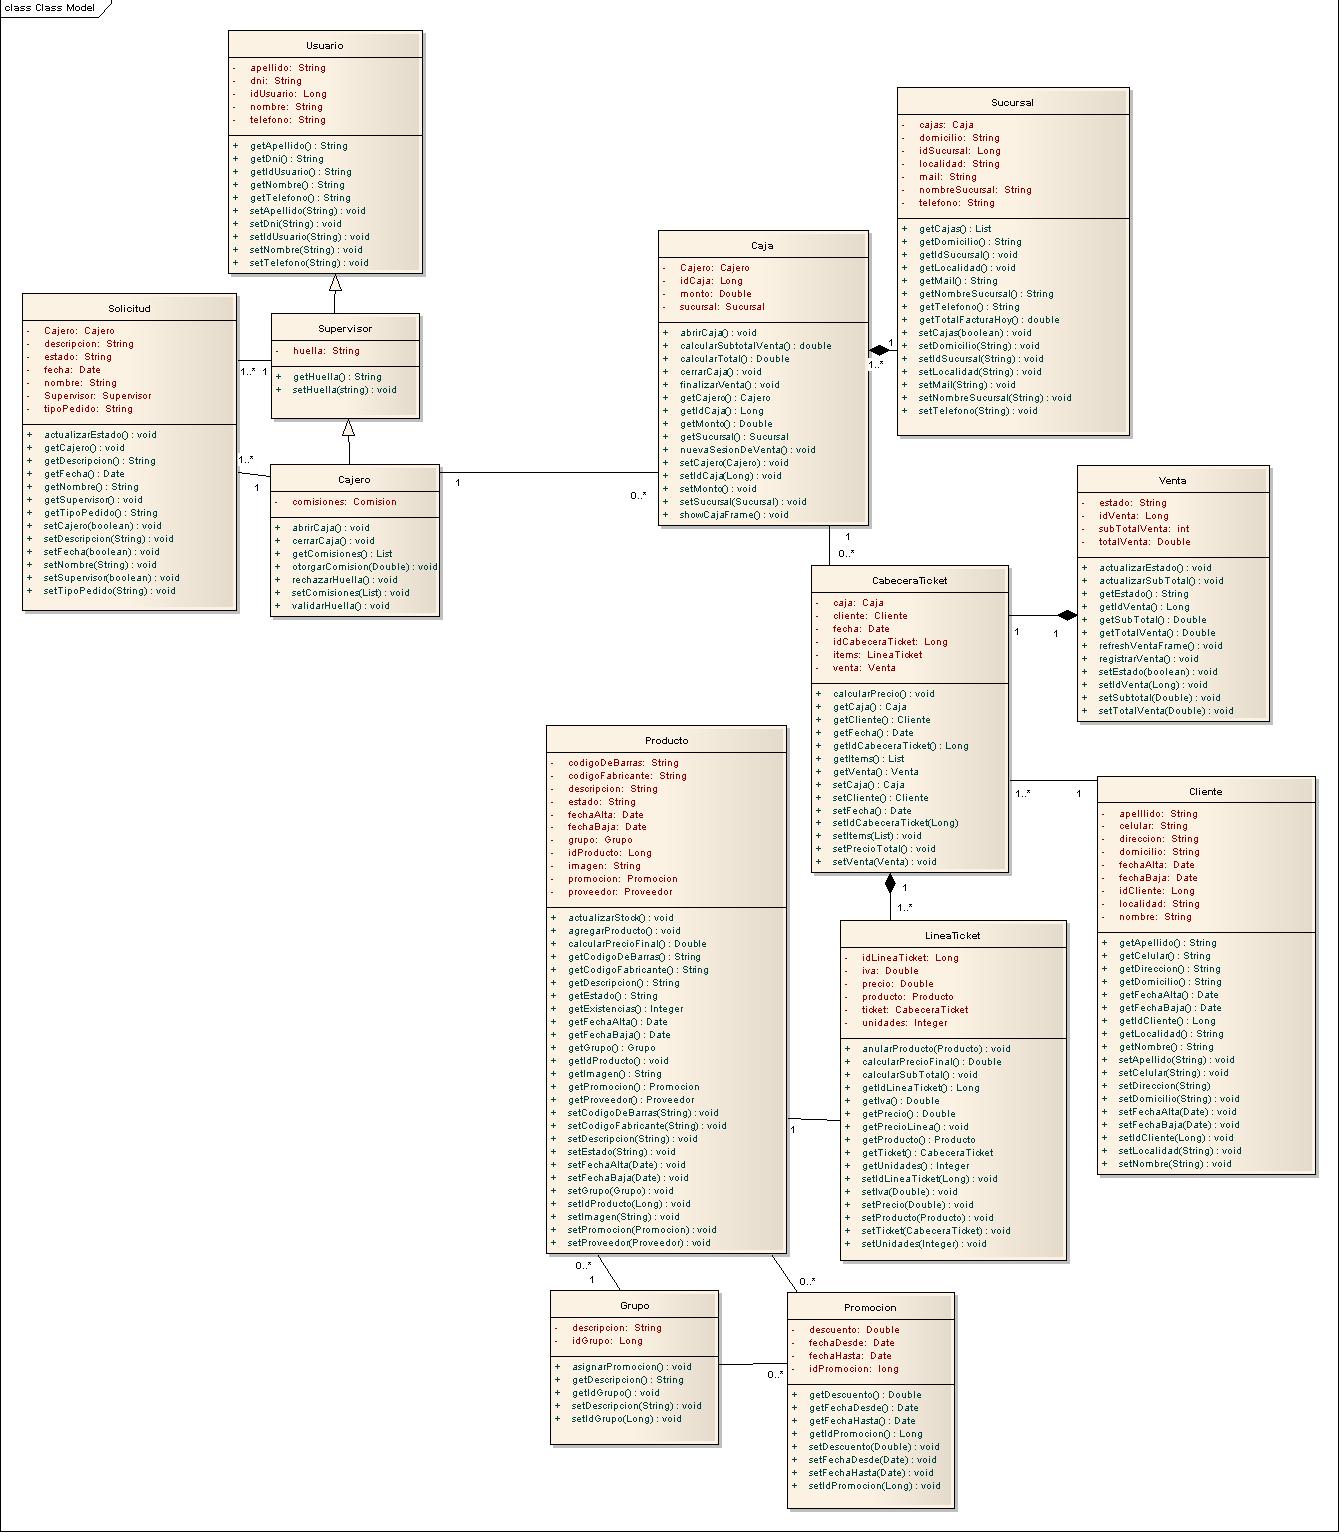 class Class Model
Usuario
- apellido: String
- dni: String
- idUsuario: Long
- nombre: String
- telefono: String
+ getApellido() : String
+ getDni() : String
+ getIdUsuario() : String
+ getNombre() : String
+ getTelefono() : String
+ setApellido(String) : void
+ setDni(String) : void
+ setIdUsuario(String) : void
+ setNombre(String) : void
+ setTelefono(String) : void
Sucursal
- cajas: Caja
- domicilio: String
- idSucursal: Long
- localidad: String
- mail: String
- nombreSucursal: String
- telefono: String
+ getCajas() : List
+ getDomicilio() : String
+ getIdSucursal() : void
+ getLocalidad() : void
+ getMail() : String
+ getNombreSucursal() : String
+ getTelefono() : String
+ getTotalFacturaHoy() : double
+ setCajas(boolean) : void
+ setDomicilio(String) : void
+ setIdSucursal(String) : void
+ setLocalidad(String) : void
+ setMail(String) : void
+ setNombreSucursal(String) : void
+ setTelefono(String) : void
Caja
- Cajero: Cajero
- idCaja: Long
- monto: Double
- sucursal: Sucursal
+ abrirCaja() : void
+ calcularSubtotalVenta() : double
+ calcularTotal() : Double
+ cerrarCaja() : void
+ finalizarVenta() : void
+ getCajero() : Cajero
+ getIdCaja() : Long
+ getMonto() : Double
+ getSucursal() : Sucursal
+ nuevaSesionDeVenta() : void
+ setCajero(Cajero) : void
+ setIdCaja(Long) : void
+ setMonto() : void
+ setSucursal(Sucursal) : void
+ showCajaFrame() : void
1
1..*
Solicitud
- Cajero: Cajero
- descripcion: String
- estado: String
- fecha: Date
- nombre: String
- Supervisor: Supervisor
- tipoPedido: String
+ actualizarEstado() : void
+ getCajero() : void
+ getDescripcion() : String
+ getFecha() : Date
+ getNombre() : String
+ getSupervisor() : void
+ getTipoPedido() : String
+ setCajero(boolean) : void
+ setDescripcion(String) : void
+ setFecha(boolean) : void
+ setNombre(String) : void
+ setSupervisor(boolean) : void
+ setTipoPedido(String) : void
Supervisor
- huella: String
+ getHuella() : String
+ setHuella(string) : void
1..* 1
1..*
1
Cajero
- comisiones: Comision
+ abrirCaja() : void
+ cerrarCaja() : void
+ getComisiones() : List
+ otorgarComision(Double) : void
+ rechazarHuella() : void
+ setComisiones(List) : void
+ validarHuella() : void
1
0..*
Venta
- estado: String
- idVenta: Long
- subTotalVenta: int
- totalVenta: Double
+ actualizarEstado() : void
+ actualizarSubTotal() : void
+ getEstado() : String
+ getIdVenta() : Long
+ getSubTotal() : Double
+ getTotalVenta() : Double
+ refreshVentaFrame() : void
+ registrarVenta() : void
+ setEstado(boolean) : void
+ setIdVenta(Long) : void
+ setSubtotal(Double) : void
+ setTotalVenta(Double) : void
1
0..*
CabeceraTicket
- caja: Caja
- cliente: Cliente
- fecha: Date
- idCabeceraTicket: Long
- items: LineaTicket
- venta: Venta
+ calcularPrecio() : void
+ getCaja() : Caja
+ getCliente() : Cliente
+ getFecha() : Date
+ getIdCabeceraTicket() : Long
+ getItems() : List
+ getVenta() : Venta
+ setCaja() : Caja
+ setCliente() : Cliente
+ setFecha() : Date
+ setIdCabeceraTicket(Long)
+ setItems(List) : void
+ setPrecioTotal() : void
+ setVenta(Venta) : void
1 1
1..* 1
Producto
- codigoDeBarras: String
- codigoFabricante: String
- descripcion: String
- estado: String
- fechaAlta: Date
- fechaBaja: Date
- grupo: Grupo
- idProducto: Long
- imagen: String
- promocion: Promocion
- proveedor: Proveedor
+ actualizarStock() : void
+ agregarProducto() : void
+ calcularPrecioFinal() : Double
+ getCodigoDeBarras() : String
+ getCodigoFabricante() : String
+ getDescripcion() : String
+ getEstado() : String
+ getExistencias() : Integer
+ getFechaAlta() : Date
+ getFechaBaja() : Date
+ getGrupo() : Grupo
+ getIdProducto() : void
+ getImagen() : String
+ getPromocion() : Promocion
+ getProveedor() : Proveedor
+ setCodigoDeBarras(String) : void
+ setCodigoFabricante(String) : void
+ setDescripcion(String) : void
+ setEstado(String) : void
+ setFechaAlta(Date) : void
+ setFechaBaja(Date) : void
+ setGrupo(Grupo) : void
+ setIdProducto(Long) : void
+ setImagen(String) : void
+ setPromocion(Promocion) : void
+ setProveedor(Proveedor) : void
Cliente
- apelllido: String
- celular: String
- direccion: String
- domicilio: String
- fechaAlta: Date
- fechaBaja: Date
- idCliente: Long
- localidad: String
- nombre: String
+ getApellido() : String
+ getCelular() : String
+ getDireccion() : String
+ getDomicilio() : String
+ getFechaAlta() : Date
+ getFechaBaja() : Date
+ getIdCliente() : Long
+ getLocalidad() : String
+ getNombre() : String
+ setApellido(String) : void
+ setCelular(String) : void
+ setDireccion(String)
+ setDomicilio(String) : void
+ setFechaAlta(Date) : void
+ setFechaBaja(Date) : void
+ setIdCliente(Long) : void
+ setLocalidad(String) : void
+ setNombre(String) : void
1
1..*
LineaTicket
- idLineaTicket: Long
- iva: Double
- precio: Double
- producto: Producto
- ticket: CabeceraTicket
- unidades: Integer
+ anularProducto(Producto) : void
+ calcularPrecioFinal() : Double
+ calcularSubTotal() : void
+ getIdLineaTicket() : Long
+ getIva() : Double
+ getPrecio() : Double
+ getPrecioLinea() : void
+ getProducto() : Producto
+ getTicket() : CabeceraTicket
+ getUnidades() : Integer
+ setIdLineaTicket(Long) : void
+ setIva(Double) : void
+ setPrecio(Double) : void
+ setProducto(Producto) : void
+ setTicket(CabeceraTicket) : void
+ setUnidades(Integer) : void
1
0..*
1
0..*
Grupo
- descripcion: String
- idGrupo: Long
+ asignarPromocion() : void
+ getDescripcion() : String
+ getIdGrupo() : void
+ setDescripcion(String) : void
+ setIdGrupo(Long) : void
0..*
Promocion
- descuento: Double
- fechaDesde: Date
- fechaHasta: Date
- idPromocion: long
+ getDescuento() : Double
+ getFechaDesde() : Date
+ getFechaHasta() : Date
+ getIdPromocion() : Long
+ setDescuento(Double) : void
+ setFechaDesde(Date) : void
+ setFechaHasta(Date) : void
+ setIdPromocion(Long) : void